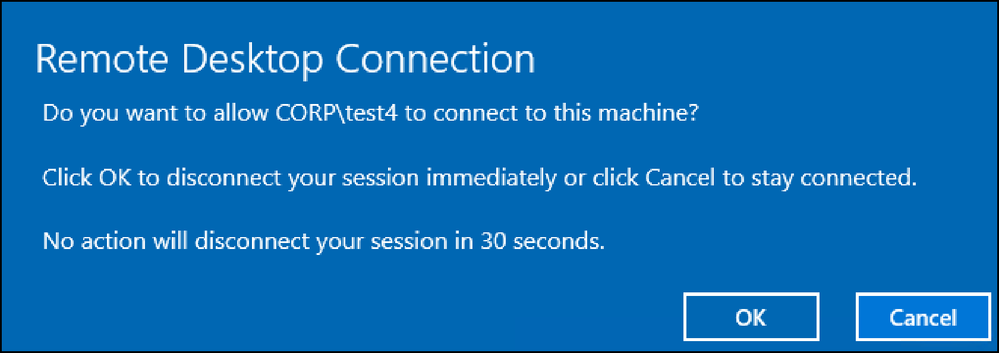 Remote Desktop Connection
Do you want to allow CORP\test4 to connect to this machine?
Click OK to disconnect your session immediately or click Cancel to stay connected.
No action will disconnect your session in 30 seconds.
OK
Cancel